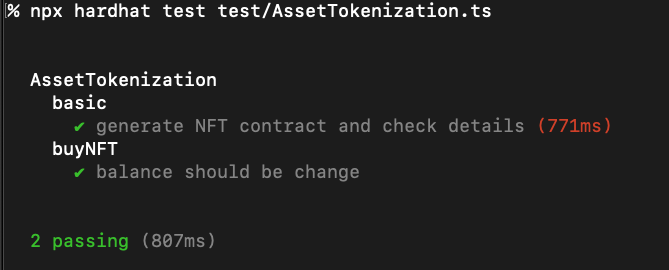 % npx hardhat test test/AssetTokenization.ts
AssetTokenization
basic
✔ generate NFT contract and check details (771ms)
buyNFT
✔ balance should be change
2 passing (807ms)